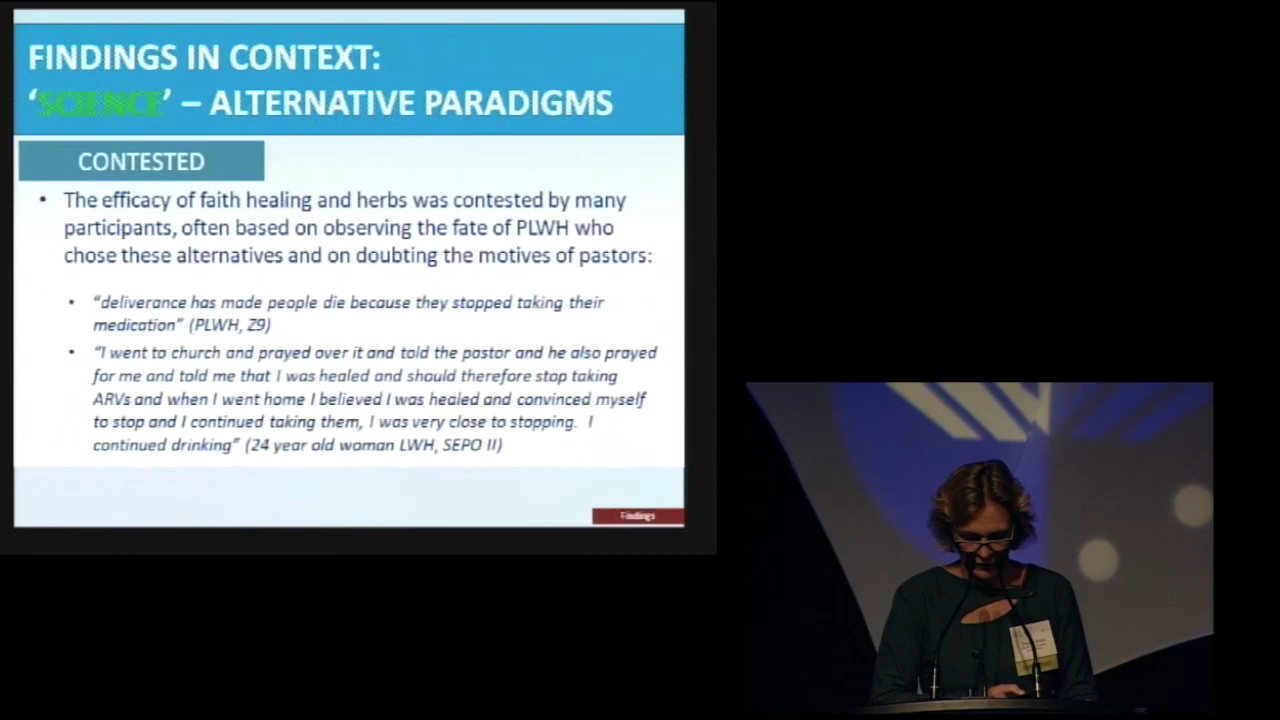 FINDINGS IN CONTEXT:
‘SCIENCE’ – ALTERNATIVE PARADIGMS
CONTESTED
• The efficacy of faith healing and herbs was contested by many
participants, often based on observing the fate of PLWH who
chose these alternatives and on doubting the motives of pastors:
• “deliverance has made people die because they stopped taking their
medication” (PLWH, Z9)
• “I went to church and prayed over it and told the pastor and he also prayed
for me and told me that I was healed and should therefore stop taking
ARVs and when I went home I believed I was healed and convinced myself
to stop and I continued taking them, I was very close to stopping. I
continued drinking” (24 year old woman LWH, SEPO II)
Findings